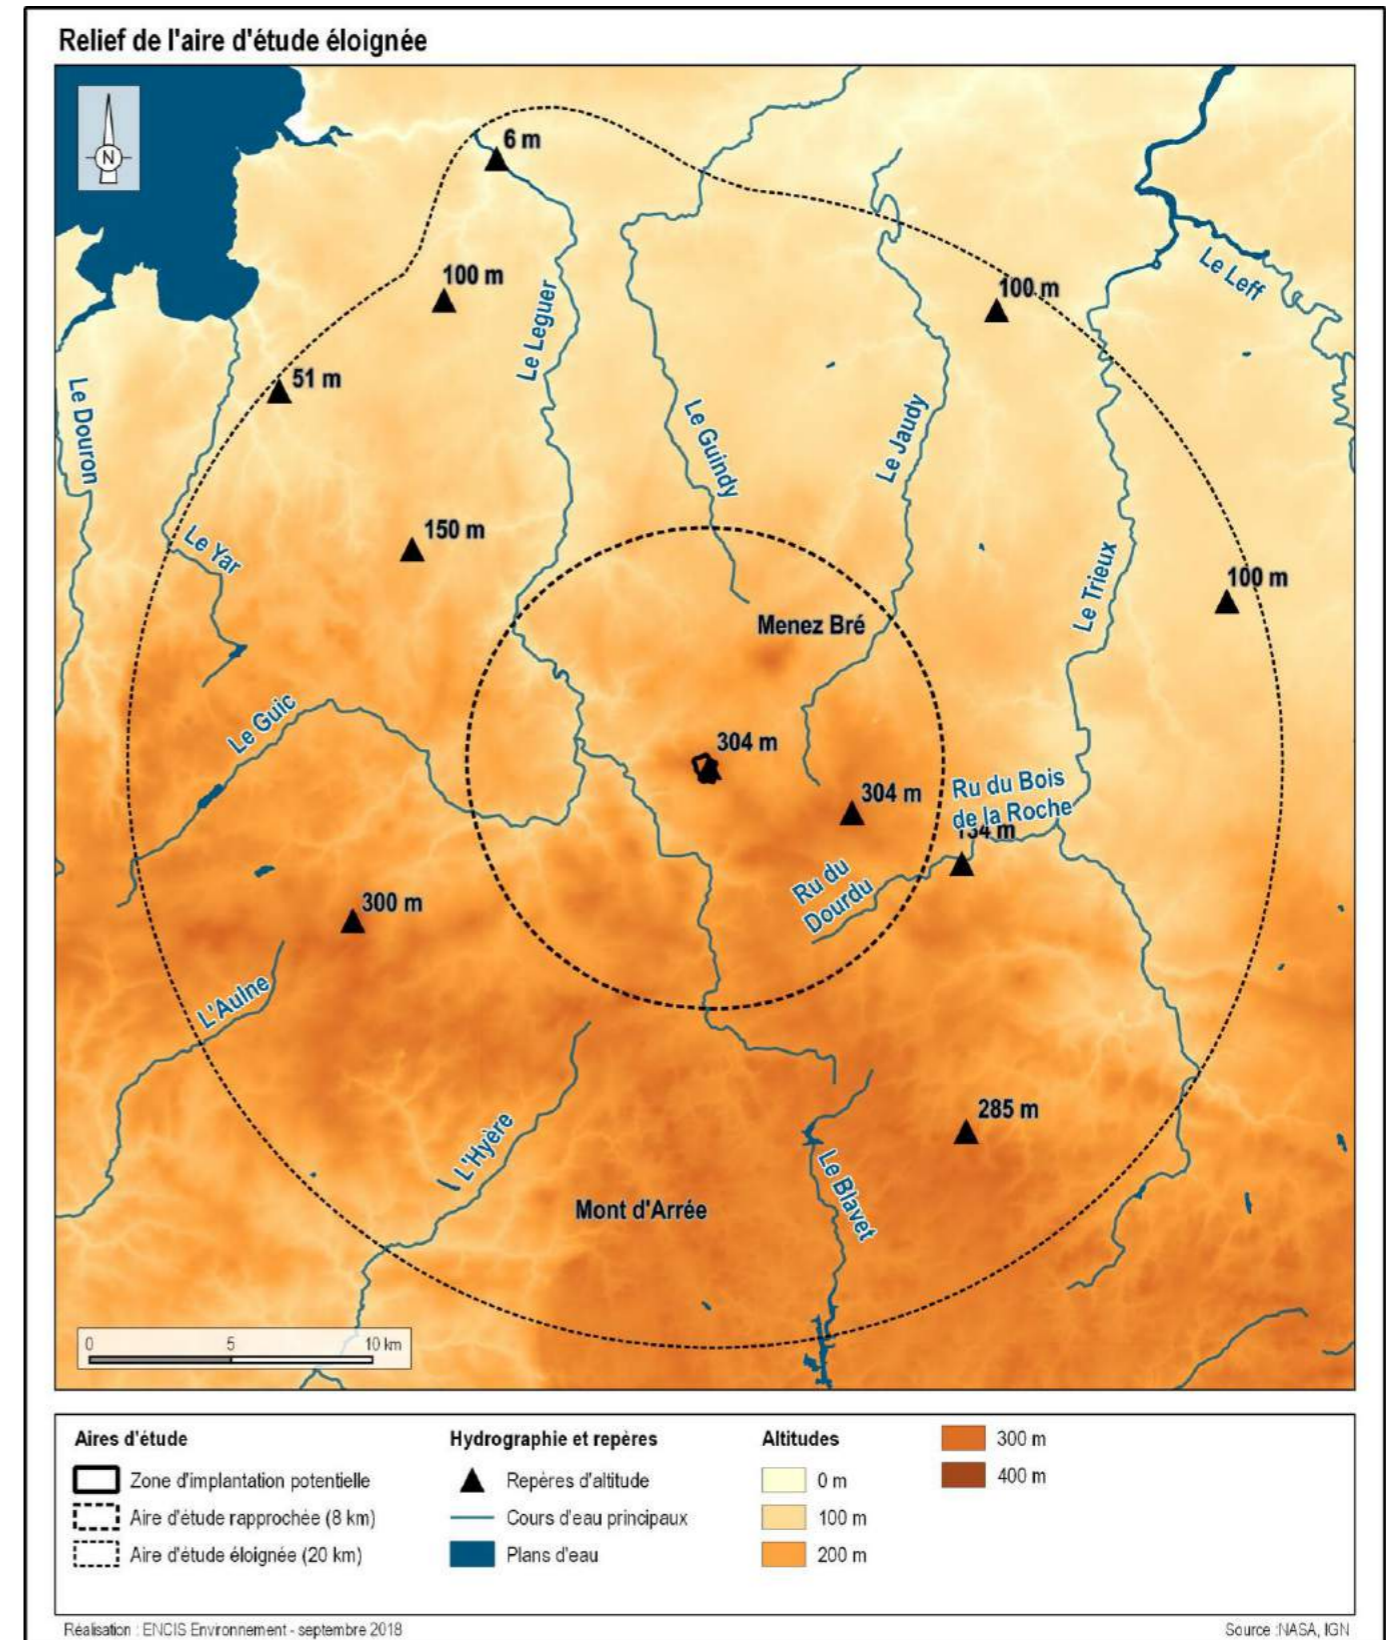 Relief de l'aire d'étude éloignée
N
6 m
100 m
Le Leguer
100 m
Le Leff
51 m
Le Douron
Le Guindy
Le Jaudy
150 m
Le Yar
Le Trieux
100 m
Menez Bré
Le Guic
304 m
304 m
Ru du Bois
de la Roche
134 m
Ru du
Dourdu
300 m
L'Aulne
285 m
L'Hyère
Le Blavet
Mont d'Arrée
0 5 10 km
Aires d'étude
Zone d'implantation potentielle
Aire d'étude rapprochée (8 km)
Aire d'étude éloignée (20 km)
Hydrographie et repères
Repères d'altitude
Cours d'eau principaux
Plans d'eau
Altitudes
0 m
100 m
200 m
300 m
400 m
Réalisation : ENCIS Environnement - septembre 2018
Source :NASA, IGN